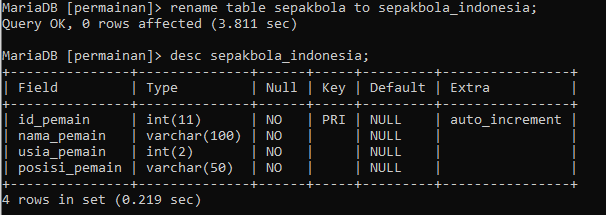 MariaDB [permainan]> rename table sepakbola to sepakbola_indonesia;
Query OK, 0 rows affected (3.811 sec)
MariaDB [permainan]> desc sepakbola_indonesia;
+---------------+--------------+------+-----+---------+----------------+
| Field         | Type         | Null | Key | Default | Extra          |
+---------------+--------------+------+-----+---------+----------------+
| id_pemain     | int(11)      | NO   | PRI | NULL    | auto_increment |
| nama_pemain   | varchar(100) | NO   |     | NULL    |                |
| usia_pemain   | int(2)       | NO   |     | NULL    |                |
| posisi_pemain | varchar(50)  | NO   |     | NULL    |                |
+---------------+--------------+------+-----+---------+----------------+
4 rows in set (0.219 sec)